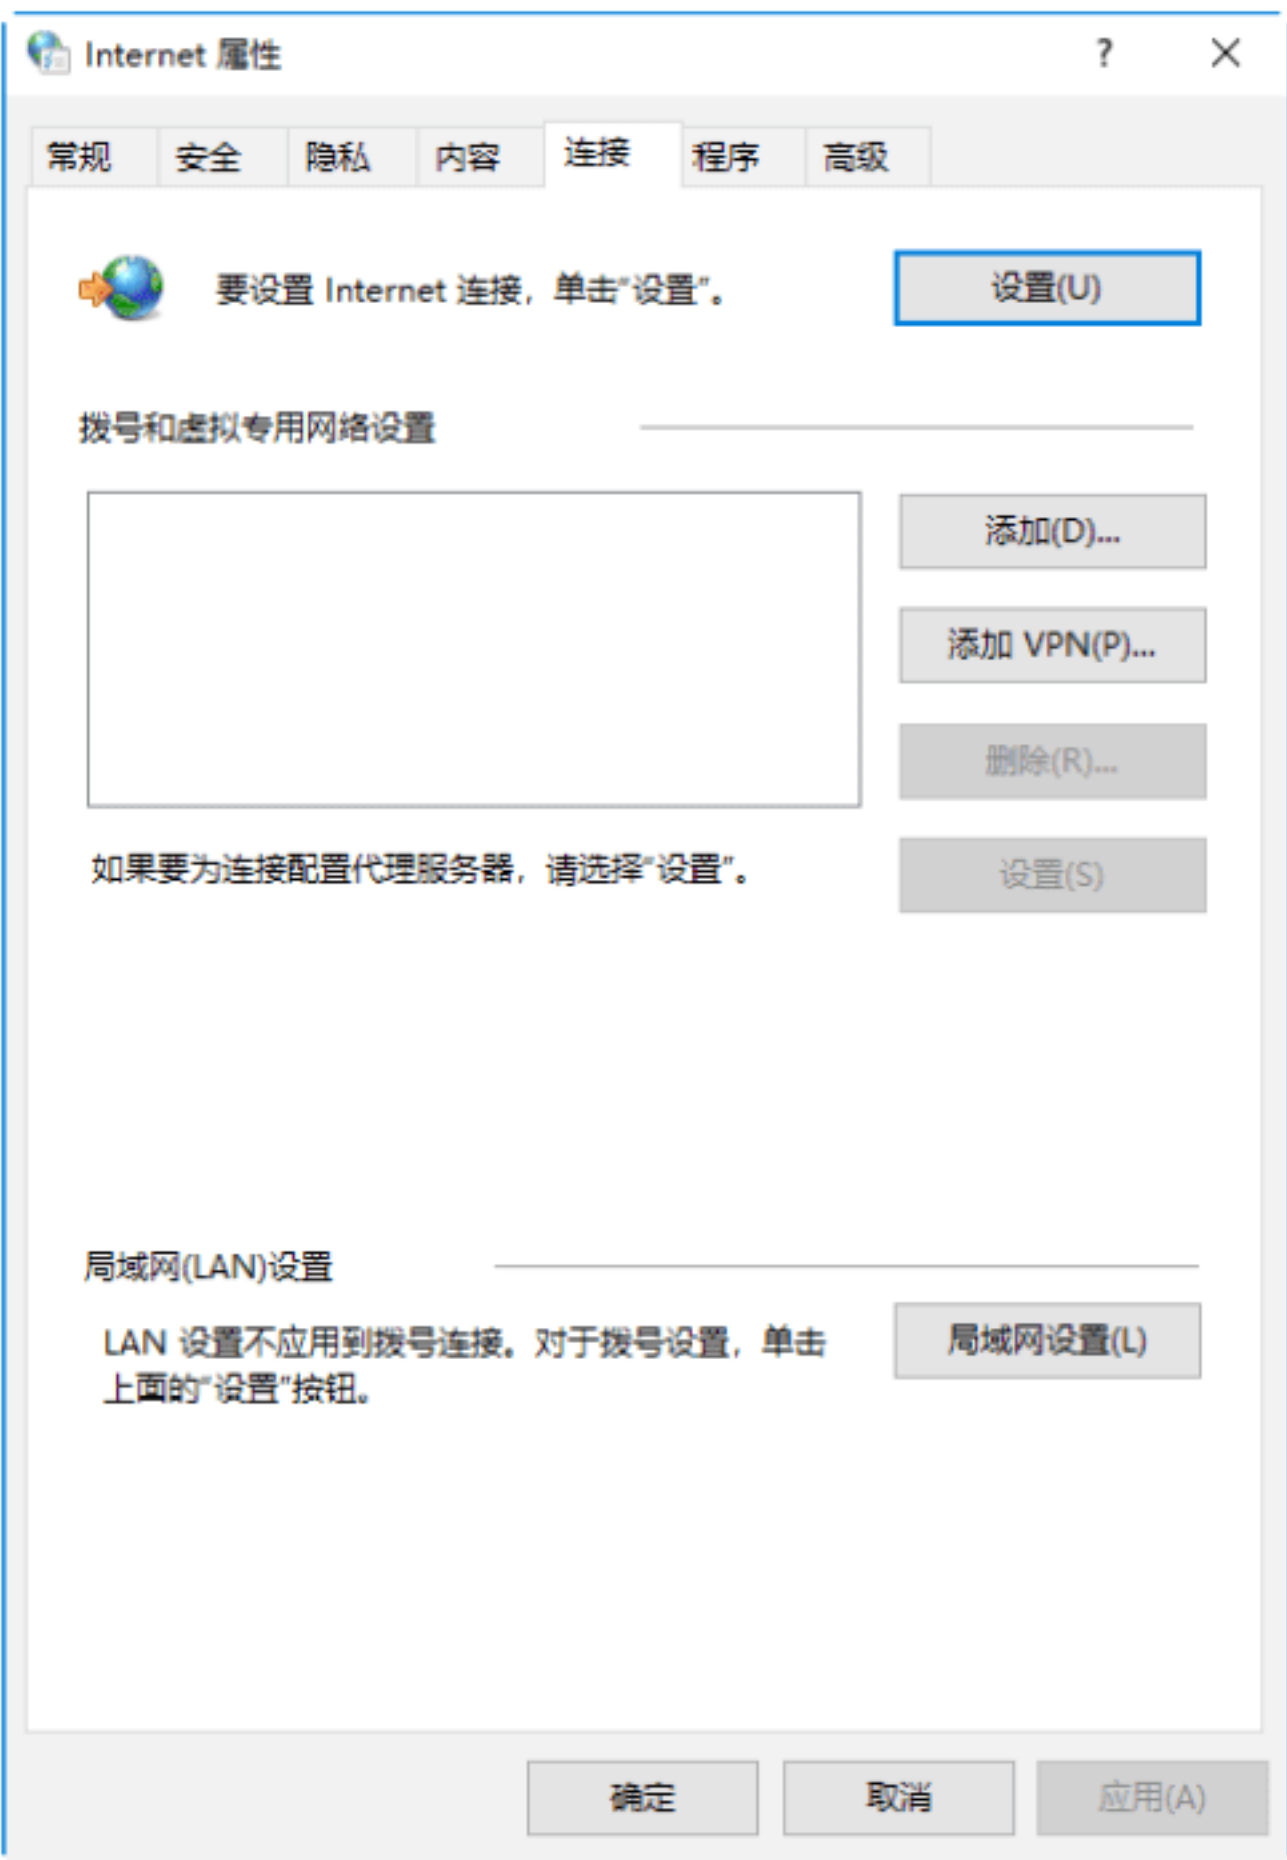 Internet 属性
?
常规 安全 隐私 内容 连接 程序 高级
要设置 Internet 连接，单击“设置”。
设置(U)
拨号和虚拟专用网络设置
添加(D)...
添加 VPN(P)...
删除(R)...
如果要为连接配置代理服务器，请选择“设置”。
设置(S)
局域网(LAN)设置
LAN 设置不应用到拨号连接。对于拨号设置，单击
上面的“设置”按钮。
局域网设置(L)
确定 取消 应用(A)